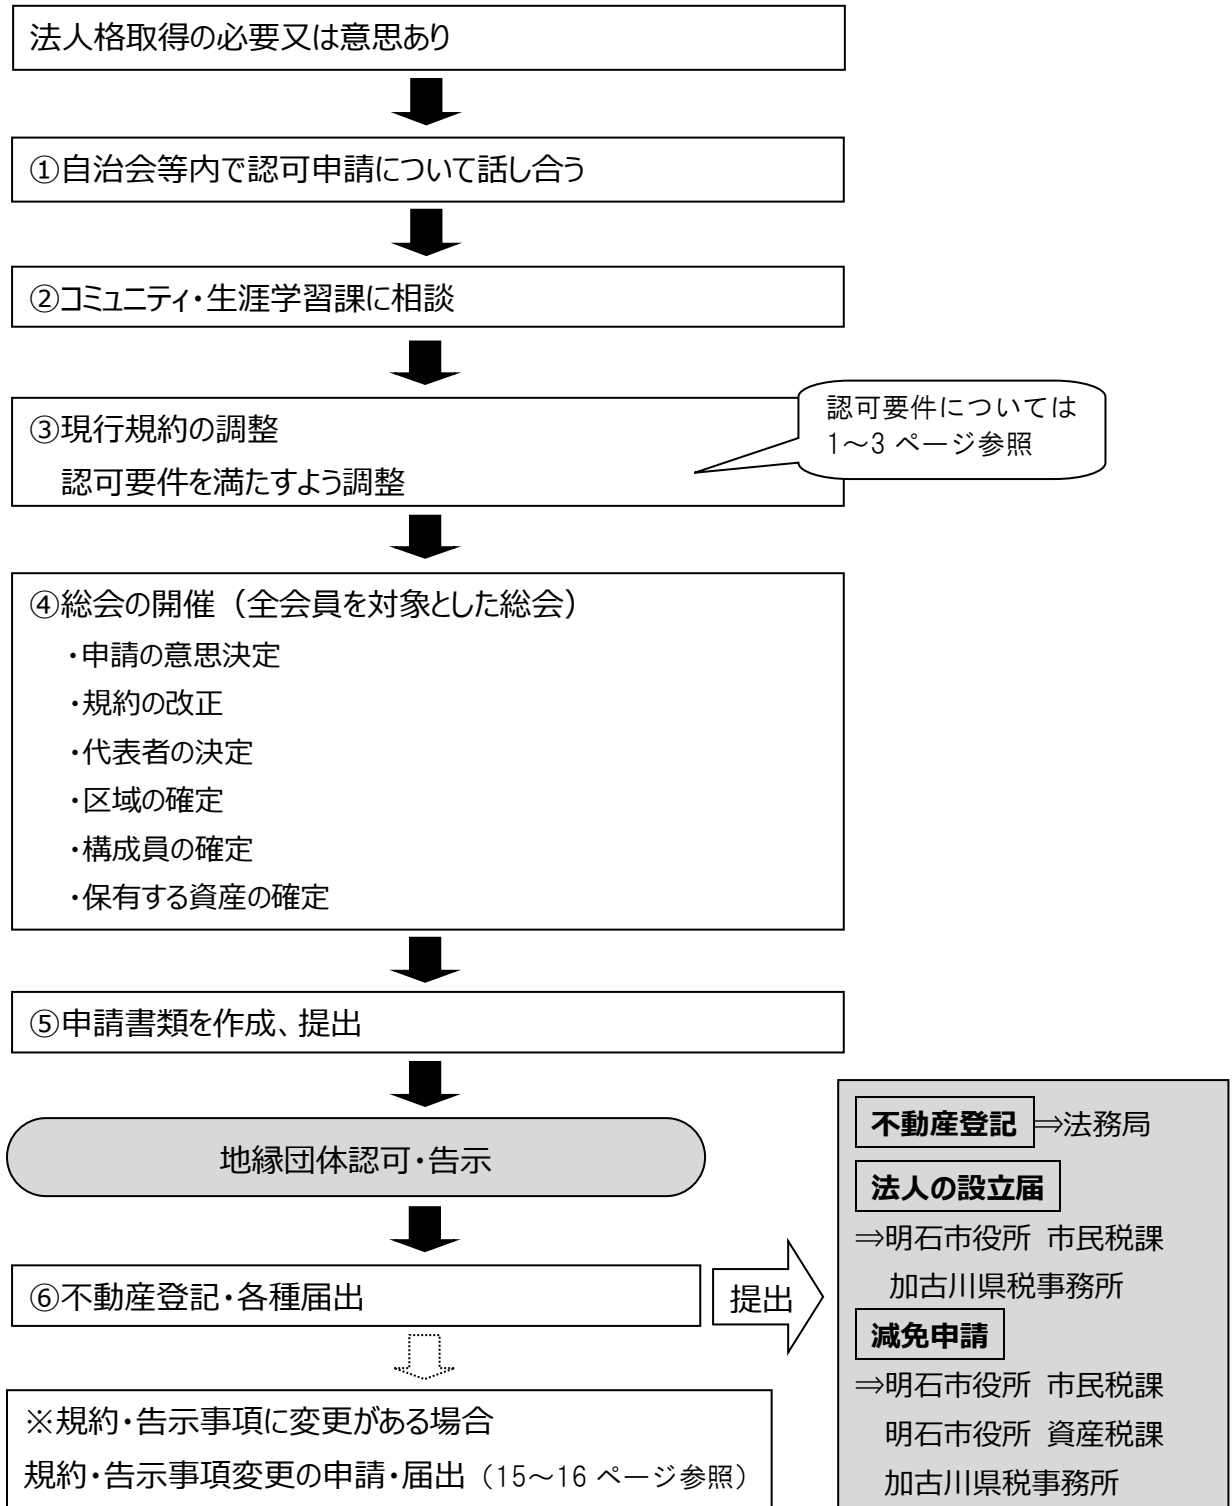 法人格取得の必要又は意思あり
①自治会等内で認可申請について話し合う
②コミュニティ・生涯学習課に相談
③現行規約の調整
認可要件を満たすよう調整
認可要件については
1～3 ページ参照
④総会の開催（全会員を対象とした総会）
・申請の意思決定
・規約の改正
・代表者の決定
・区域の確定
・構成員の確定
・保有する資産の確定
⑤申請書類を作成、提出
地縁団体認可・告示
⑥不動産登記・各種届出
提出
不動産登記⇒法務局
法人の設立届
⇒明石市役所 市民税課
加古川県税事務所
減免申請
⇒明石市役所 市民税課
明石市役所 資産税課
加古川県税事務所
※規約・告示事項に変更がある場合
規約・告示事項変更の申請・届出（15～16 ページ参照）